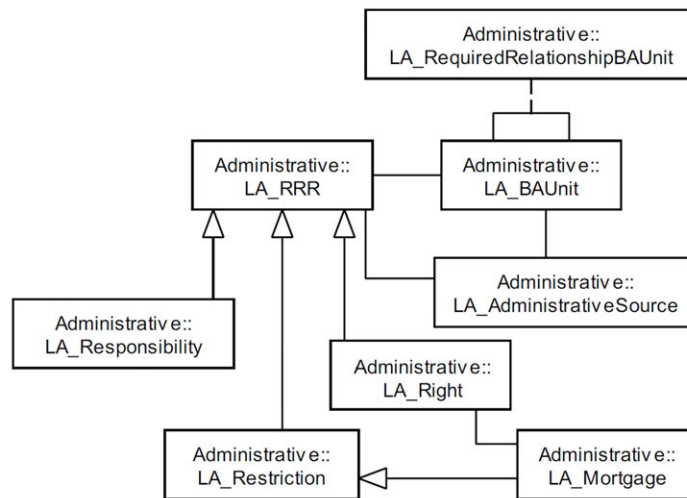 Administrative::
LA_RequiredRelationshipBAUnit
Administrative::
LA_RRR
Administrative::
LA_BAUnit
Administrative::
LA_AdministrativeSource
Administrative::
LA_Responsibility
Administrative::
LA_Right
Administrative::
LA_Restriction
Administrative::
LA_Mortgage